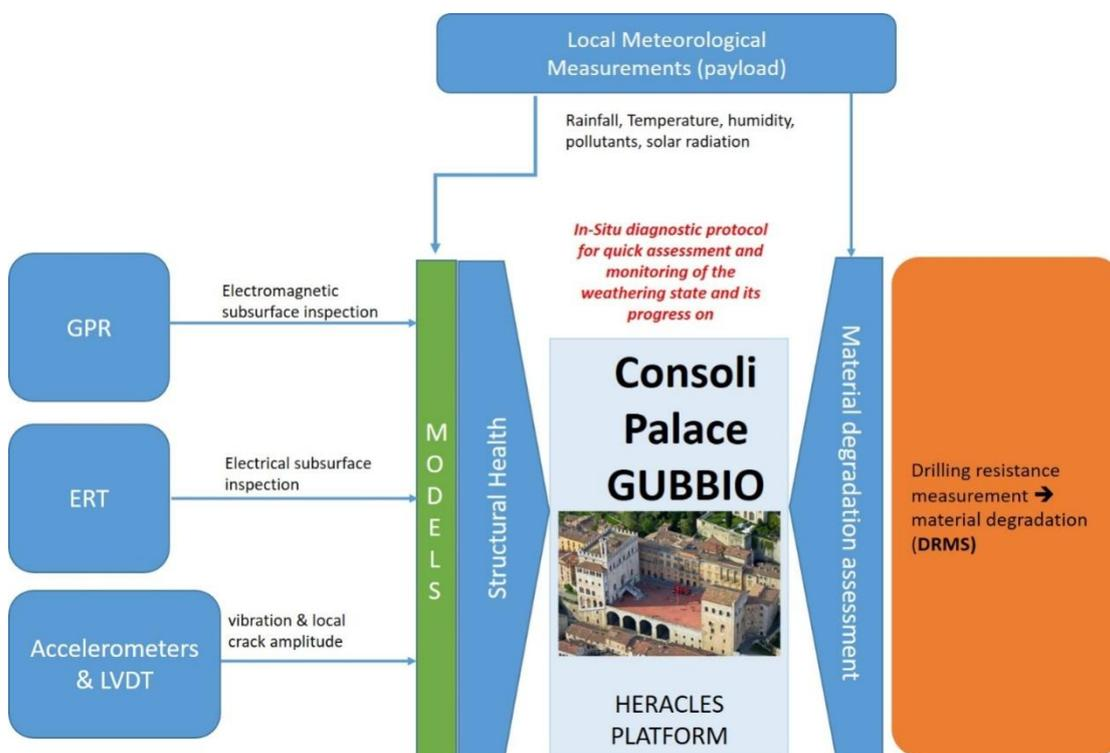 Local Meteorological
Measurements (payload)
Rainfall, Temperature, humidity,
pollutants, solar radiation
In-Situ diagnostic protocol
for quick assessment and
monitoring of the
weathering state and its
progress on
GPR
Electromagnetic
subsurface inspection
ERT
Electrical subsurface
inspection
Accelerometers
& LVDT
vibration & local
crack amplitude
MODELS
Structural Health
Consoli
Palace
GUBBIO
HERACLES
PLATFORM
Material degradation assessment
Drilling resistance
measurement ➔
material degradation
(DRMS)